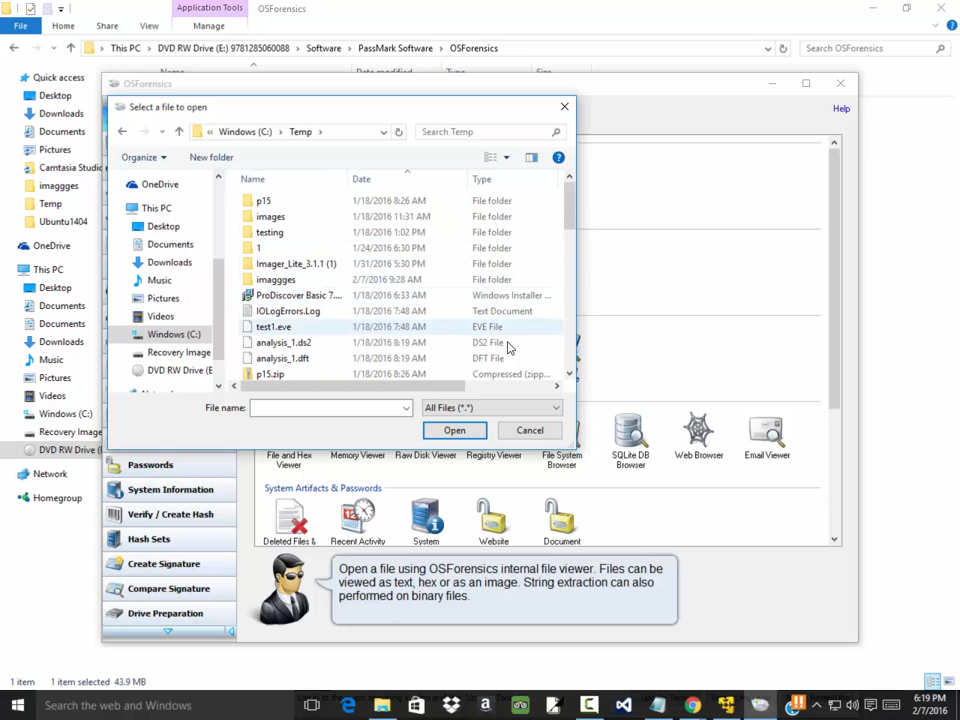 Application Tools
OSForensics
File
Home
Share
View
Manage
This PC
DVD RW Drive (E:) 9781285060088
Software
PassMark Software
OSForensics
Search OSForensics
Quick access
Desktop
Downloads
Documents
Pictures
Camtasia Studio
imaggges
Temp
Ubuntu1404
OneDrive
This PC
Desktop
Documents
Downloads
Music
Pictures
Videos
Windows (C:)
Recovery Image
DVD RW Drive (
Network
Homegroup
OSForensics
Help
Select a file to open
Windows (C:)
Temp
Search Temp
Organize
New folder
OneDrive
This PC
Desktop
Documents
Downloads
Music
Pictures
Videos
Windows (C:)
Recovery Image
DVD RW Drive (E
Name Date Type
p15 1/18/2016 8:26 AM File folder
images 1/18/2016 11:31 AM File folder
testing 1/18/2016 1:02 PM File folder
1 1/24/2016 6:30 PM File folder
Imager_Lite_3.1.1 (1) 1/31/2016 5:30 PM File folder
imaggges 2/7/2016 9:28 AM File folder
ProDiscover Basic 7.... 1/18/2016 6:33 AM Windows Installer ...
IOLogErrors.Log 1/18/2016 7:48 AM Text Document
test1.eve 1/18/2016 7:48 AM EVE File
analysis_1.ds2 1/18/2016 8:19 AM DS2 File
analysis_1.dft 1/18/2016 8:19 AM DFT File
p15.zip 1/18/2016 8:26 AM Compressed (zipp...
File name:
All Files (*.*)
Open
Cancel
Passwords
System Information
Verify / Create Hash
Hash Sets
Create Signature
Compare Signature
Drive Preparation
File and Hex Viewer
Memory Viewer
Raw Disk Viewer
Registry Viewer
File System Browser
SQLite DB Browser
Web Browser
Email Viewer
System Artifacts & Passwords
Deleted Files &
Recent Activity
System
Website
Document
Open a file using OSForensics internal file viewer. Files can be
viewed as text, hex or as an image. String extraction can also
performed on binary files.
1 item
1 item selected 43.9 MB
Search the web and Windows
6:19 PM
2/7/2016